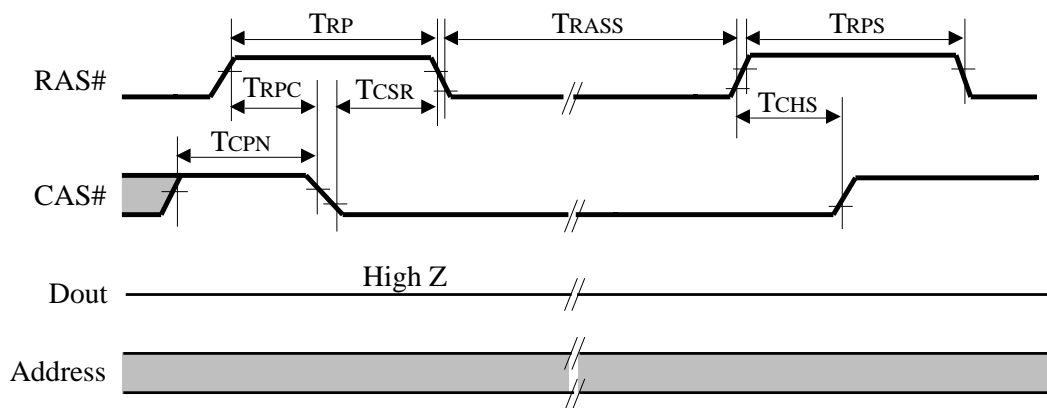 TRP TRASS TRPS
RAS#
TRPC TCSR TCHS
TCPN
CAS#
High Z
Dout
Address